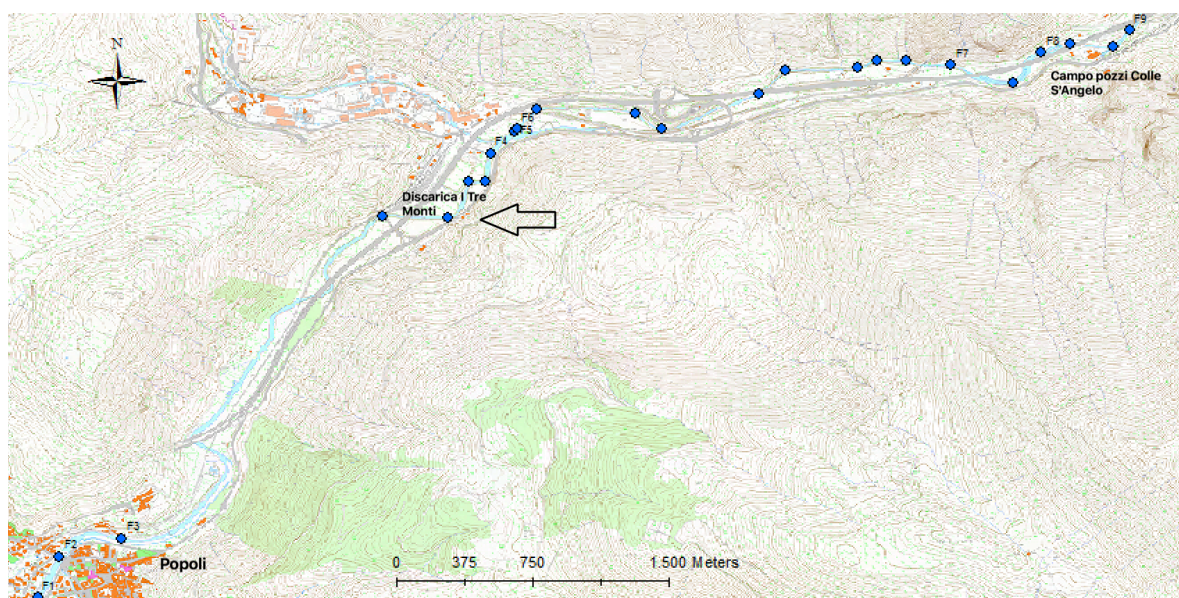 N
F9
F8
F7
Campo pozzi Colle
S'Angelo
F6
F5
F4
Discarica I Tre
Monti
F3
F2
Popoli
F1
0 375 750 1.500 Meters